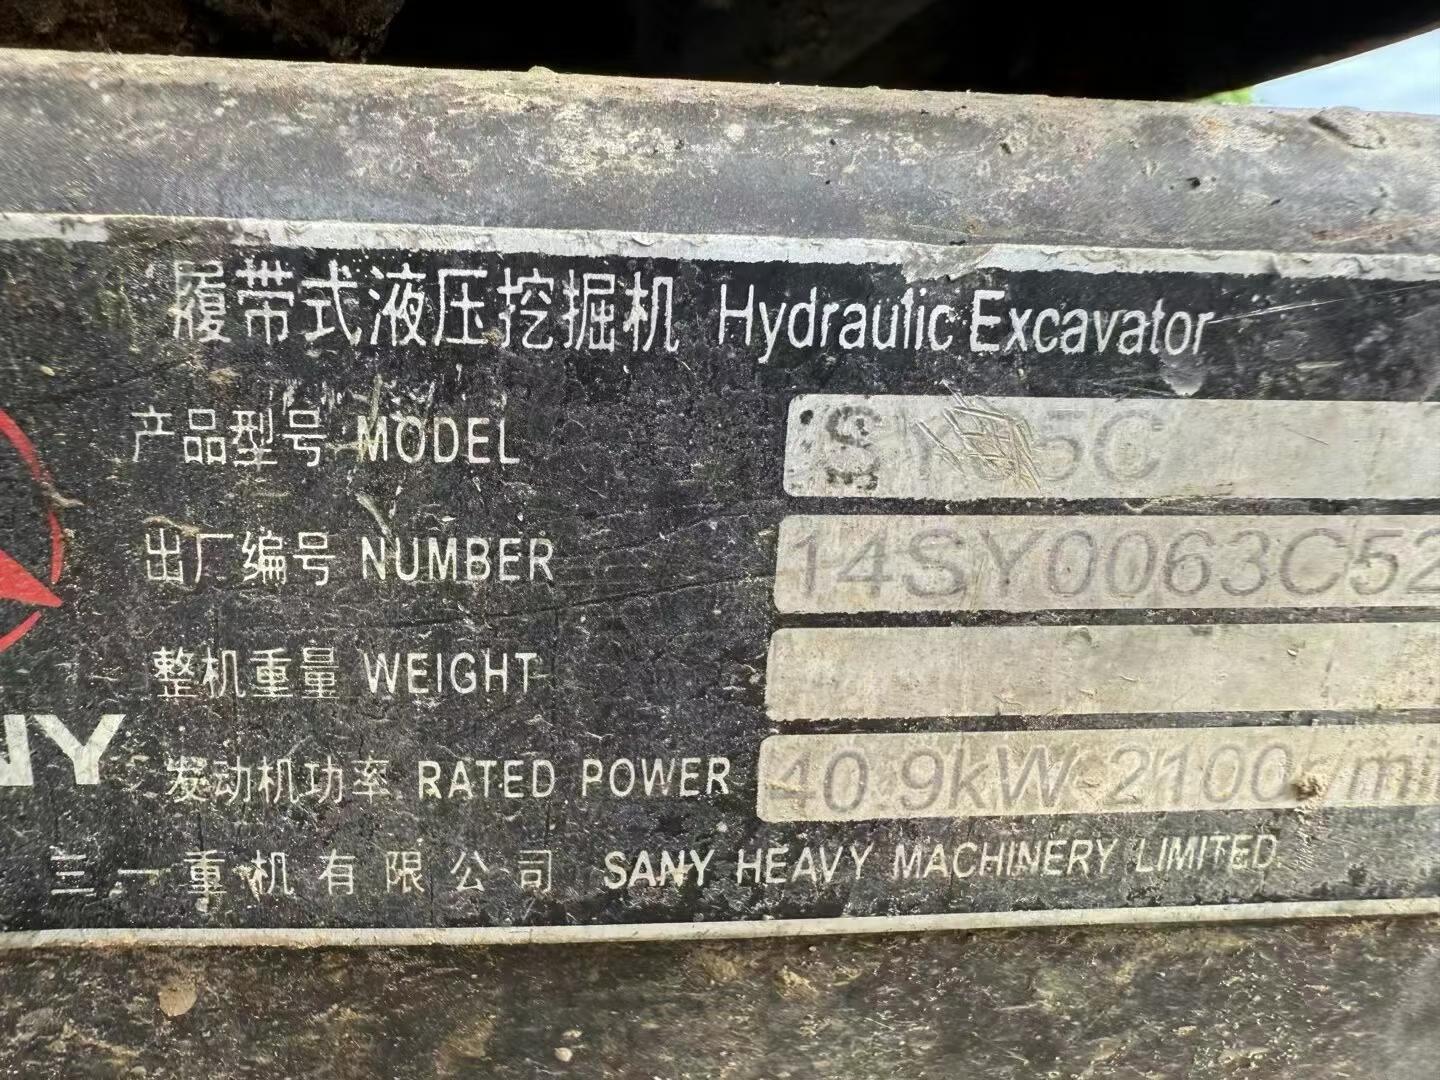 履带式液压挖掘机 Hydraulic Excavator
产品型号 MODEL
出厂编号 NUMBER 14SY0063C52
整机重量 WEIGHT
NY
发动机功率 RATED POWER 40.9kW 2100r/mi
三一重机有限公司 SANY HEAVY MACHINERY LIMITED